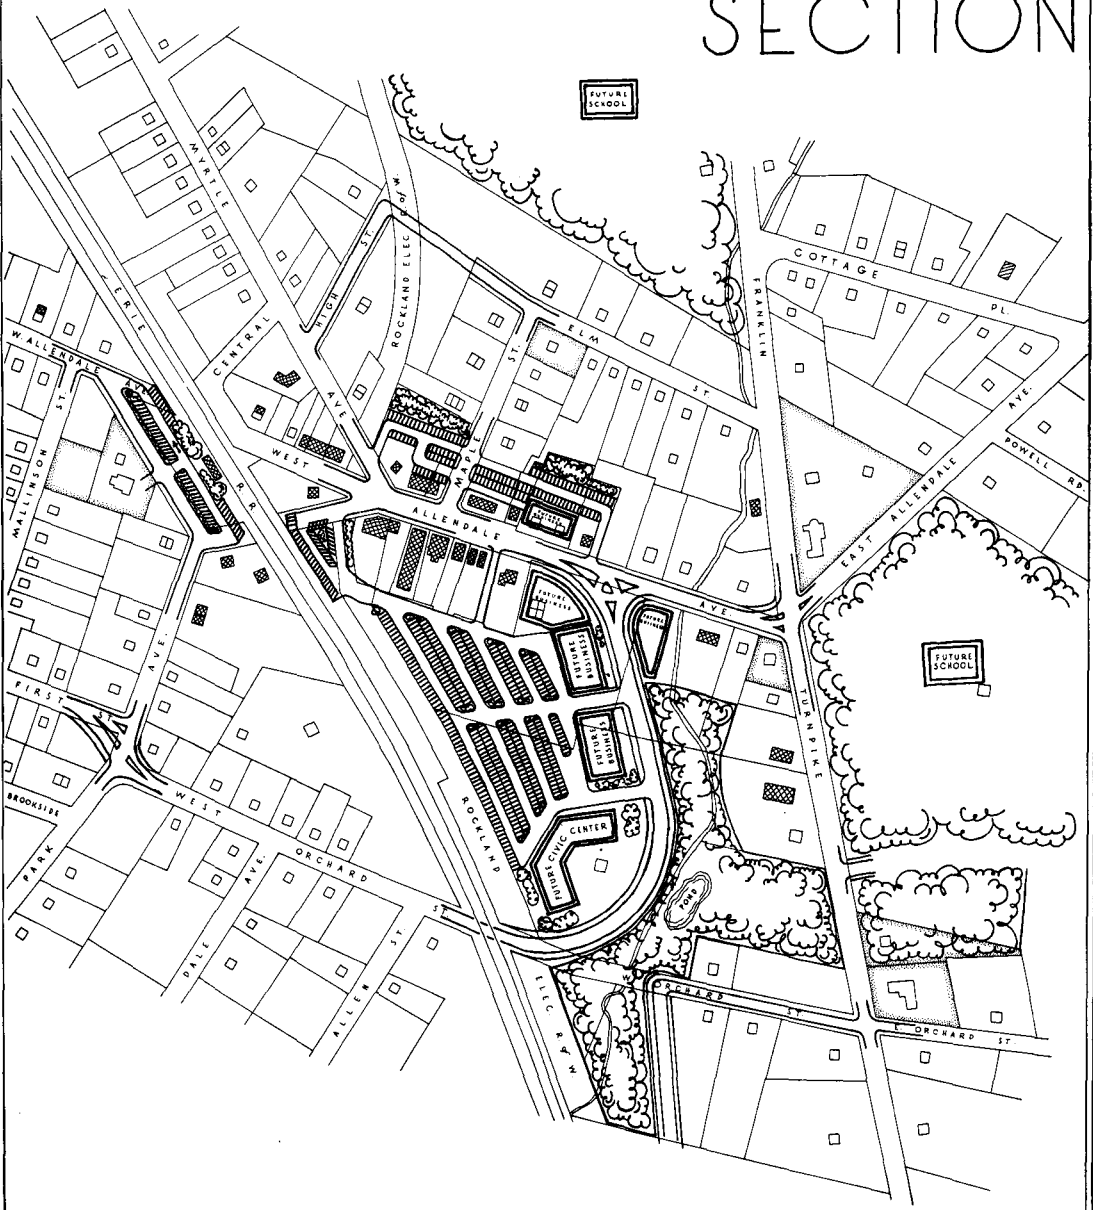 SECTION
FUTURE
SCHOOL
MYRTLE
AVE.
ROCKLAND ELEC. R of W.
HIGH ST.
COTTAGE PL.
FRANKLIN
TURNPIKE
ERIE
R.R.
CENTRAL
W. ALLENDALE AVE.
ELM ST.
MAPLE ST.
WEST
ALLENDALE
AVE.
EAST ALLENDALE AVE.
POWELL RD.
MALLINSON ST.
FUTURE
BUSINESS
FUTURE
BUSINESS
FUTURE
BUSINESS
FUTURE
BUSINESS
FUTURE
SCHOOL
FIRST ST.
AVE.
BROOKSIDE
PARK
WEST
ORCHARD
ST.
ROCKLAND
ELEC. R of W
FUTURE CIVIC CENTER
POND
DALE AVE.
ALLEN ST.
W. ORCHARD ST.
E. ORCHARD ST.